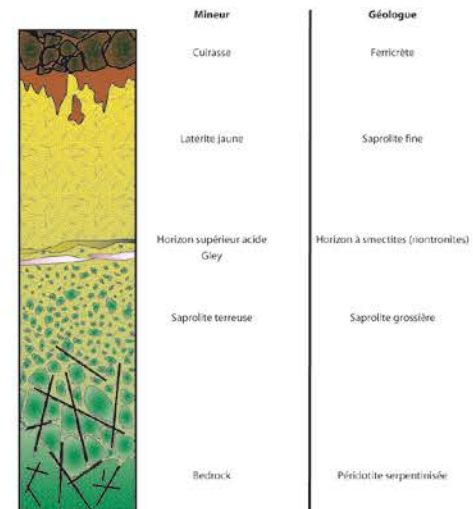 Mineur Géologue
Cuirasse Ferricrète
Latérite jaune Saprolite fine
Horizon supérieur acide Horizon à smectites (nontronites)
Gley
Saprolite terreuse Saprolite grossière
Bedrock Péridotite serpentinisée